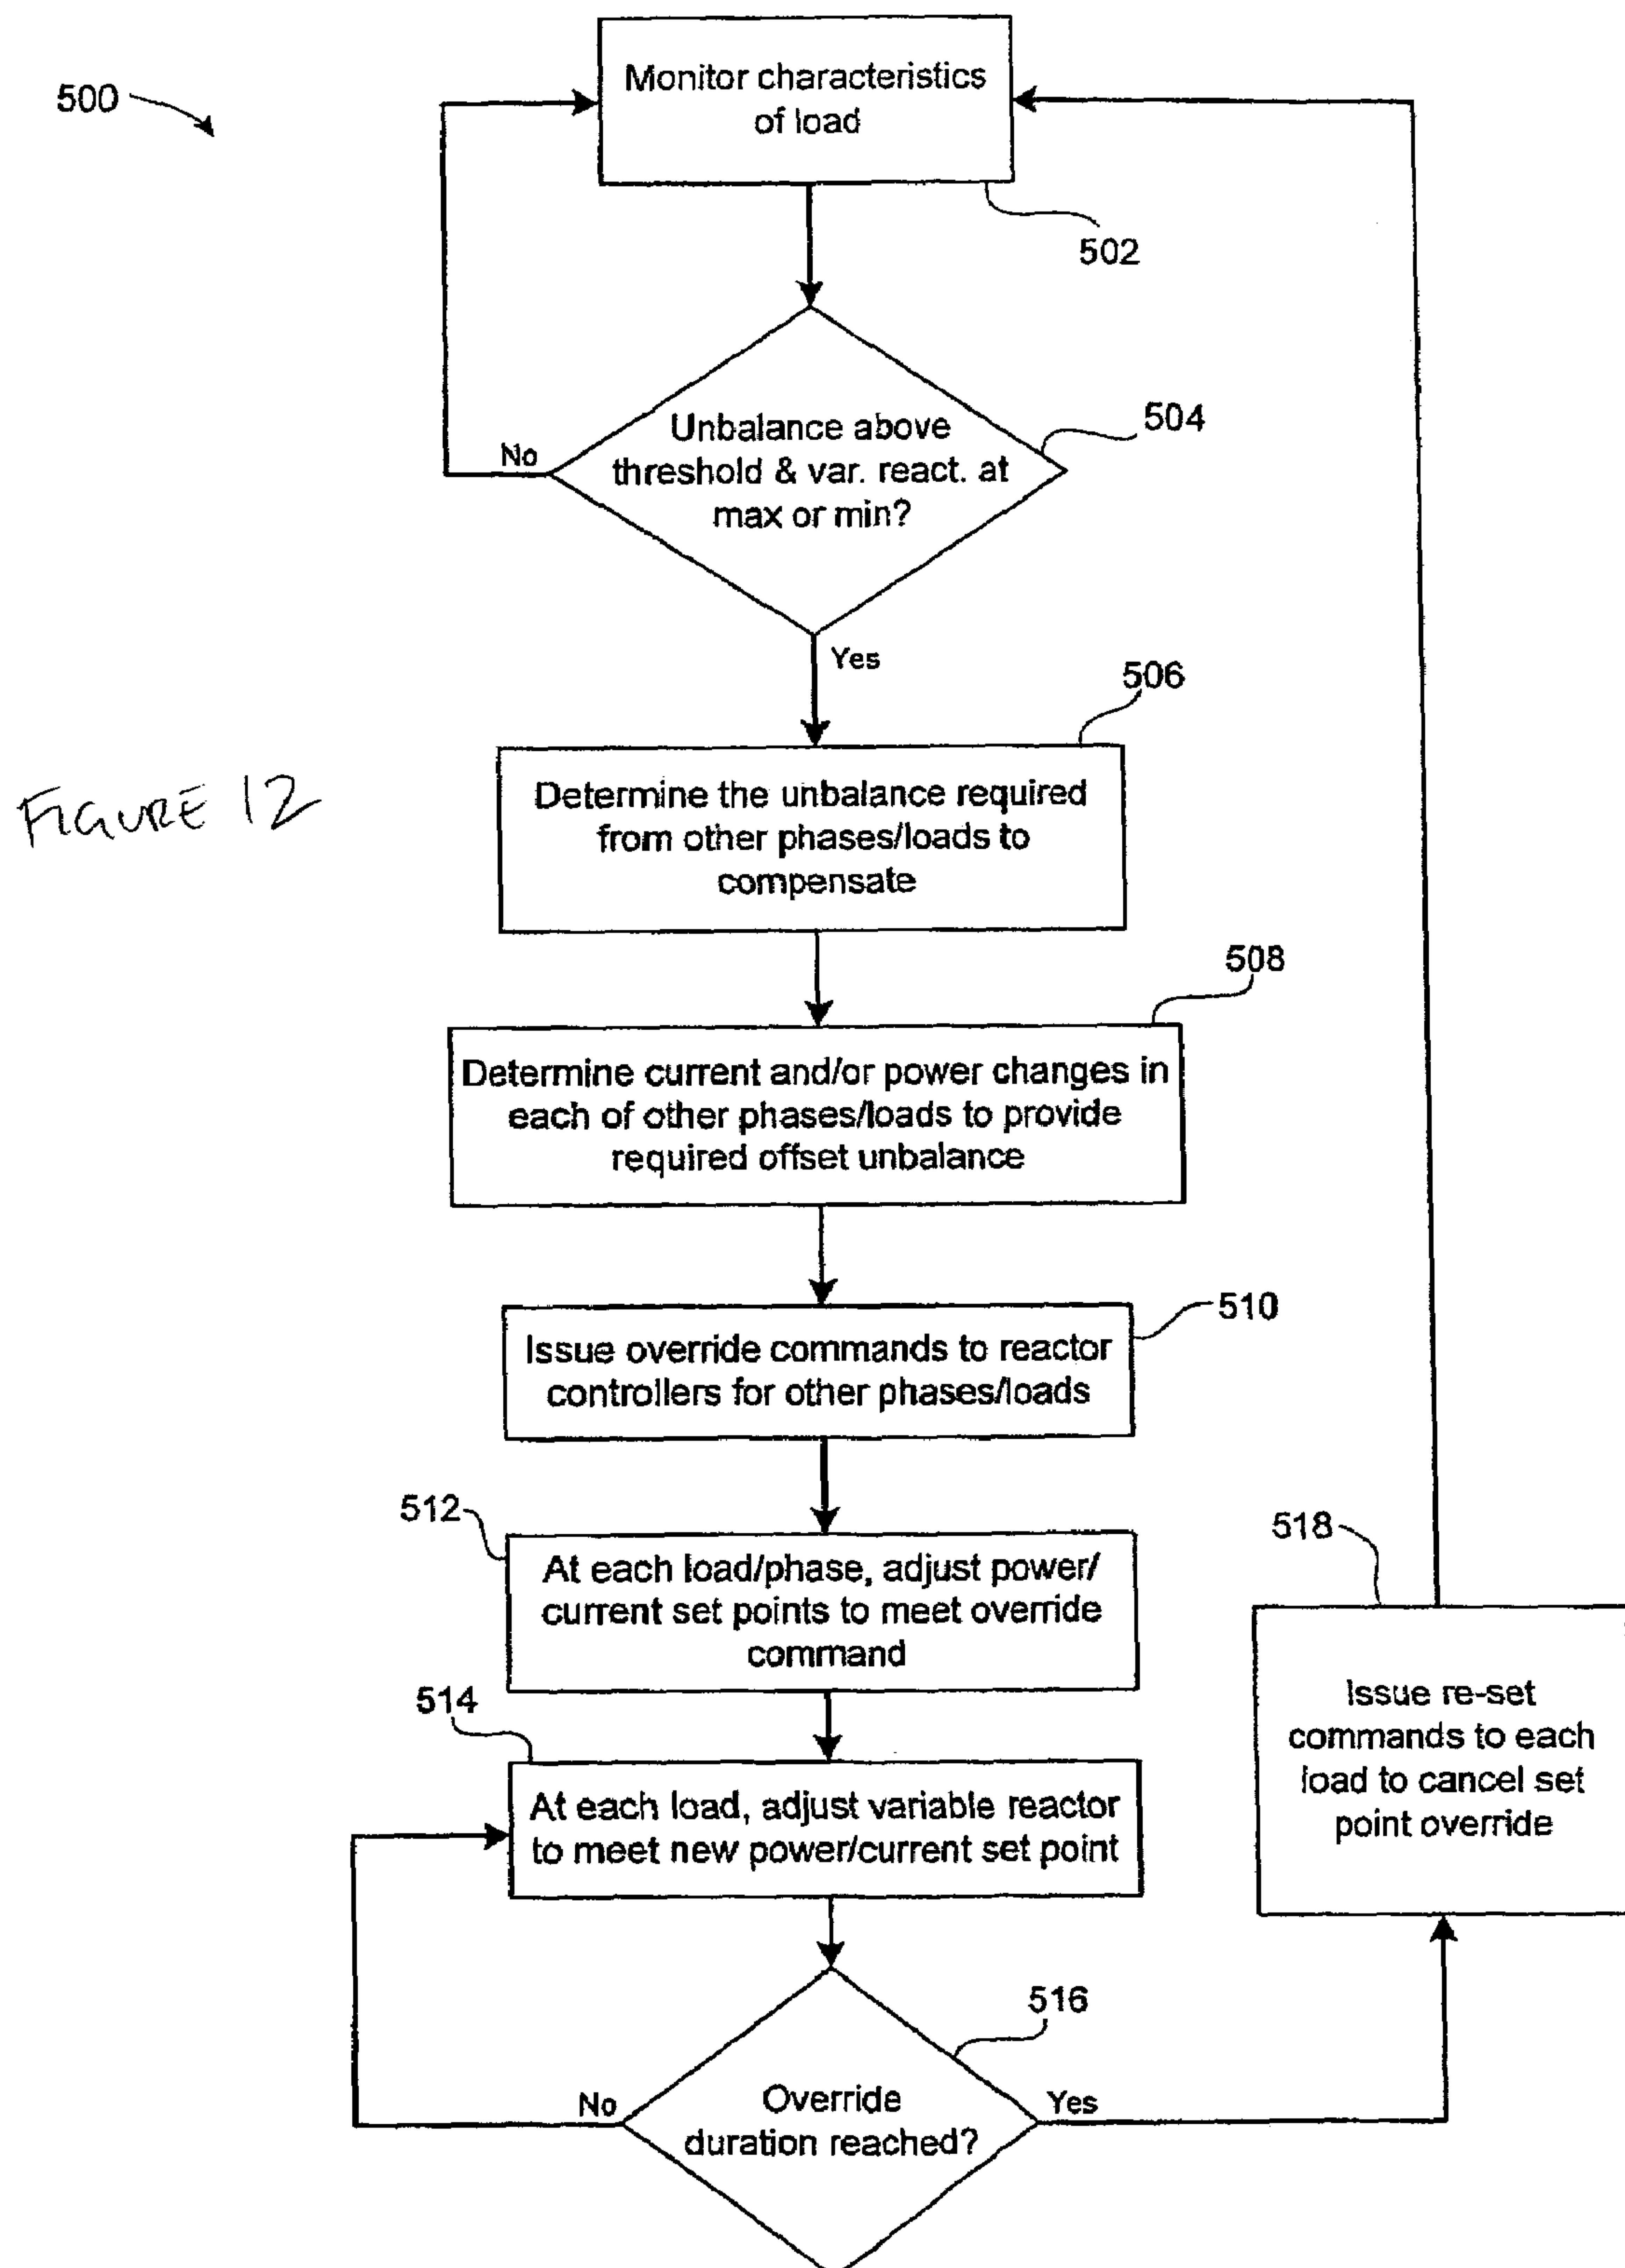 500
Monitor characteristics
of load
502
Unbalance above
threshold & var. react. at
max or min?
504
No
Yes
506
Determine the unbalance required
from other phases/loads to
compensate
FIGURE 12
508
Determine current and/or power changes in
each of other phases/loads to provide
required offset unbalance
510
Issue override commands to reactor
controllers for other phases/loads
512
At each load/phase, adjust power/
current set points to meet override
command
514
At each load, adjust variable reactor
to meet new power/current set point
516
Override
duration reached?
No
Yes
518
Issue re-set
commands to each
load to cancel set
point override